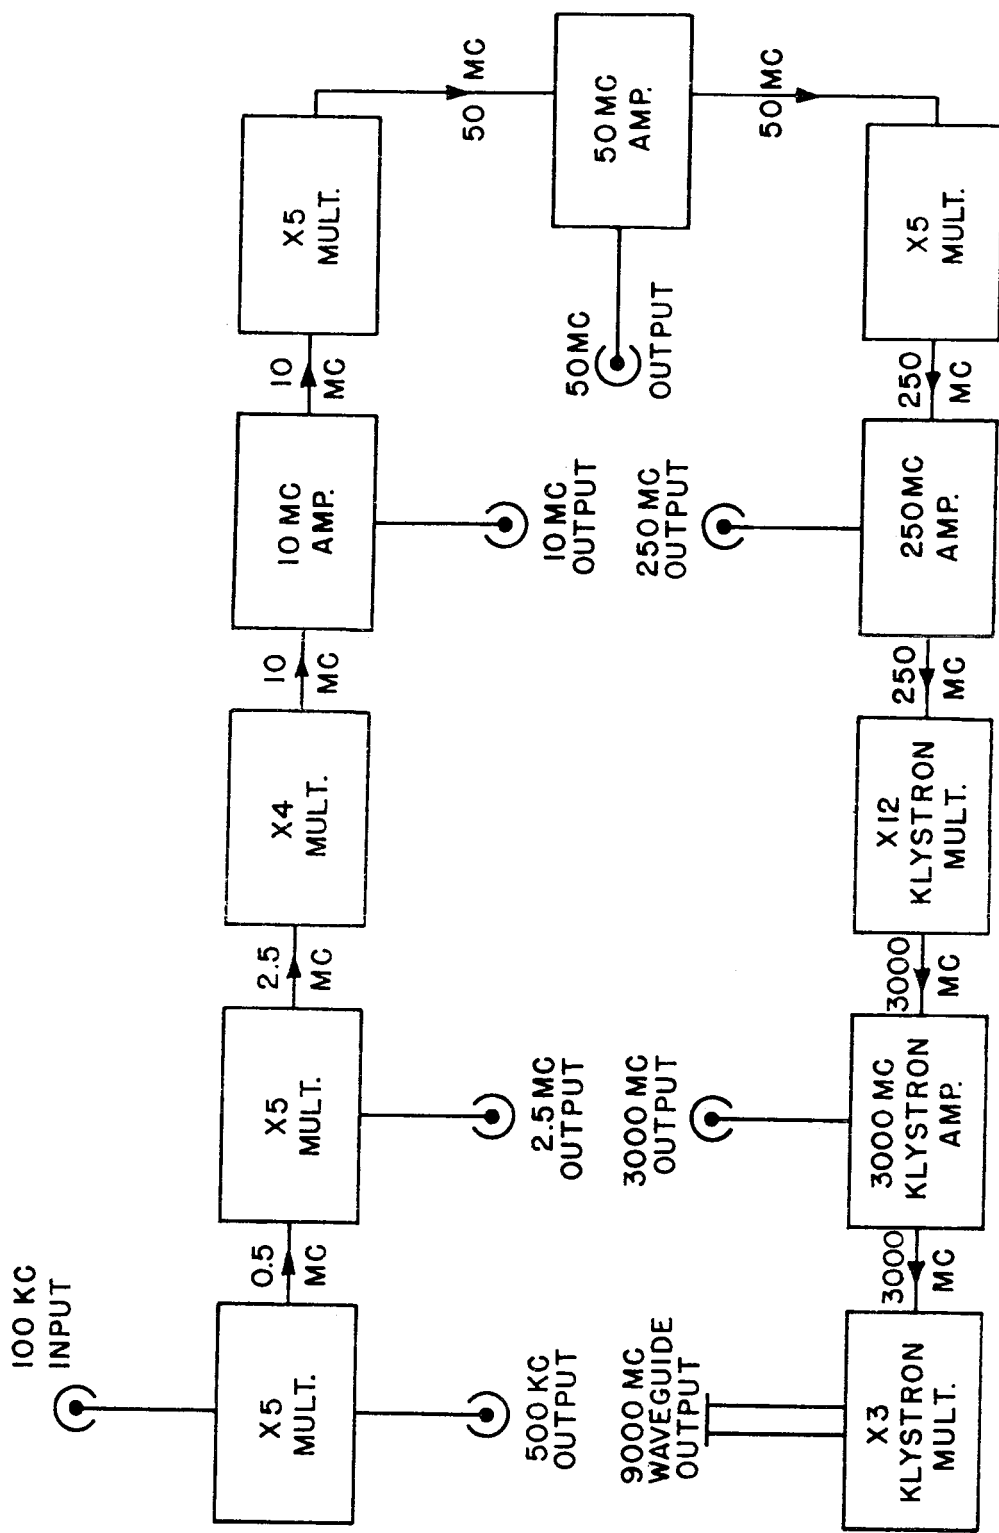 100 KC
INPUT
X5
MULT.
500 KC
OUTPUT
0.5
MC
X5
MULT.
2.5 MC
OUTPUT
2.5
MC
X4
MULT.
10
MC
10 MC
AMP.
10 MC
OUTPUT
10
MC
X5
MULT.
50 MC
50 MC
AMP.
50 MC
OUTPUT
50 MC
X5
MULT.
250
MC
250 MC
AMP.
250 MC
OUTPUT
250
MC
X12
KLYSTRON
MULT.
3000
MC
3000 MC
KLYSTRON
AMP.
3000 MC
OUTPUT
3000
MC
X3
KLYSTRON
MULT.
9000 MC
WAVEGUIDE
OUTPUT